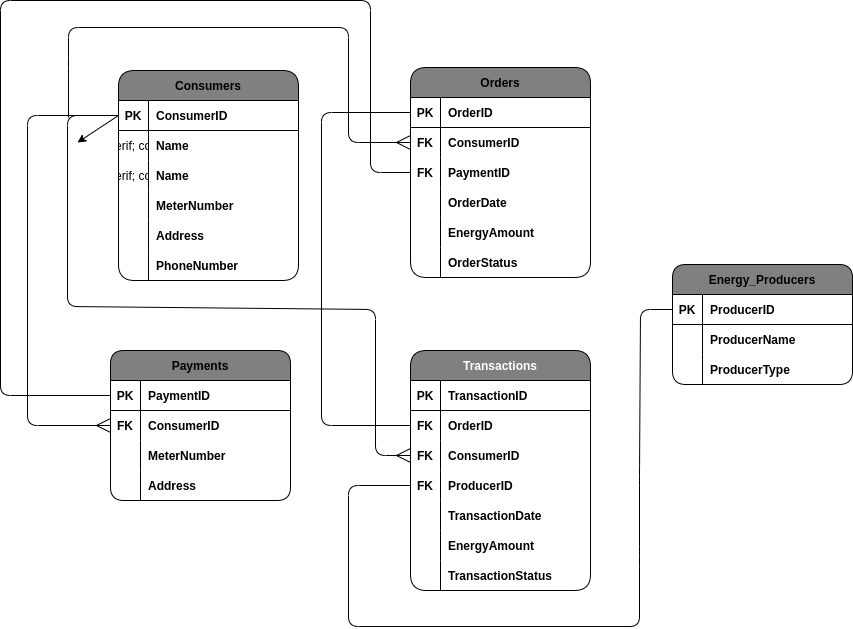 Consumers
PK ConsumerID
erif; co Name
erif; co Name
MeterNumber
Address
PhoneNumber
Orders
PK OrderID
FK ConsumerID
FK PaymentID
OrderDate
EnergyAmount
OrderStatus
Energy_Producers
PK ProducerID
ProducerName
ProducerType
Payments
PK PaymentID
FK ConsumerID
MeterNumber
Address
Transactions
PK TransactionID
FK OrderID
FK ConsumerID
FK ProducerID
TransactionDate
EnergyAmount
TransactionStatus